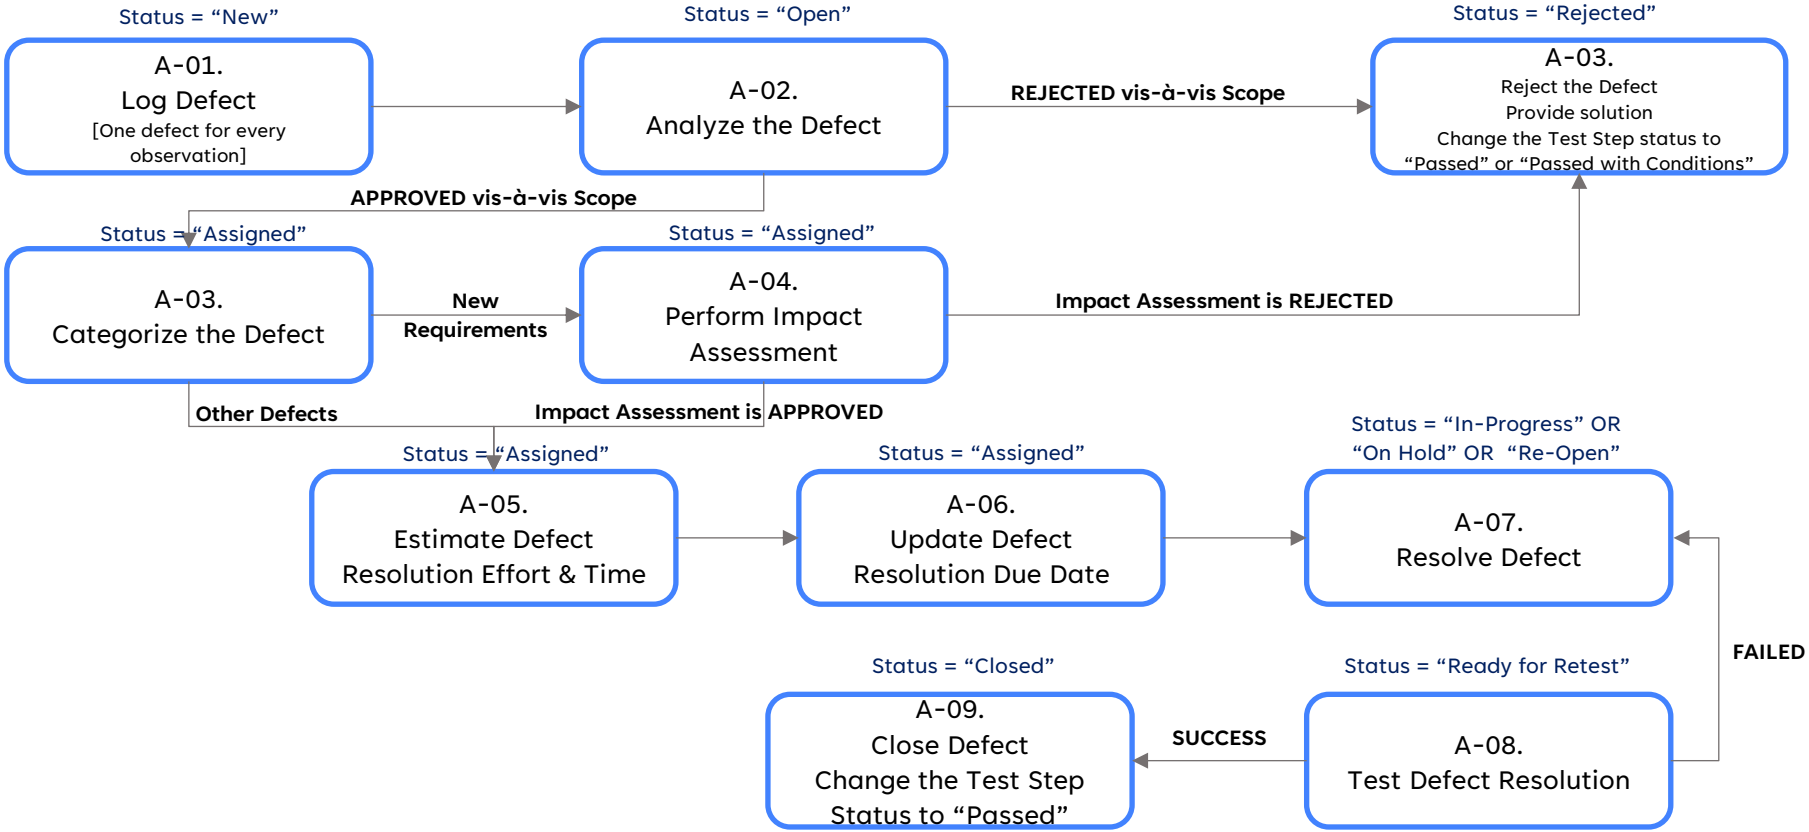 Status = “New”
Status = “Open”
Status = “Rejected”
A-01.
Log Defect
[One defect for every
observation]
A-02.
Analyze the Defect
REJECTED vis-à-vis Scope
A-03.
Reject the Defect
Provide solution
Change the Test Step status to
“Passed” or “Passed with Conditions”
APPROVED vis-à-vis Scope
Status = “Assigned”
Status = “Assigned”
A-03.
Categorize the Defect
New
Requirements
A-04.
Perform Impact
Assessment
Impact Assessment is REJECTED
Other Defects
Impact Assessment is APPROVED
Status = “Assigned”
Status = “Assigned”
Status = “In-Progress” OR
“On Hold” OR “Re-Open”
A-05.
Estimate Defect
Resolution Effort & Time
A-06.
Update Defect
Resolution Due Date
A-07.
Resolve Defect
FAILED
Status = “Closed”
Status = “Ready for Retest”
A-09.
Close Defect
Change the Test Step
Status to “Passed”
SUCCESS
A-08.
Test Defect Resolution